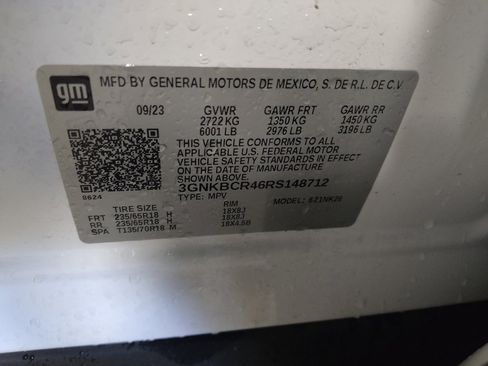 gm
MFD BY GENERAL MOTORS DE MEXICO, S. DE R.L. DE C.V.
09/23 GVWR GAWR FRT GAWR RR
2722 KG 1350 KG 1450 KG
6001 LB 2976 LB 3196 LB
THIS VEHICLE CONFORMS TO ALL
APPLICABLE U.S. FEDERAL MOTOR
VEHICLE SAFETY STANDARDS IN EFFECT
ON THE DATE OF MANUFACTURE
SHOWN ABOVE.
3GNKBCR46RS148712
8624
TYPE: MPV MODEL: 621NK26
TIRE SIZE RIM
FRT 235/65R18 H 18X8J
RR 235/65R18 H 18X8J
SPA T135/70R18 M 18X4.5B